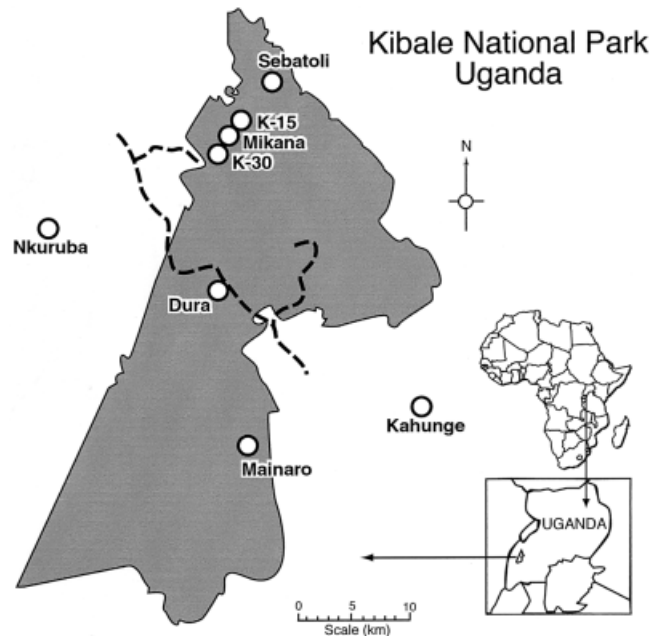 Kibale National Park
Uganda
Sebatoli
K-15
Mikana
K-30
N
Nkuruba
Dura
Kahunge
Mainaro
UGANDA
0 5 10
Scale (km)